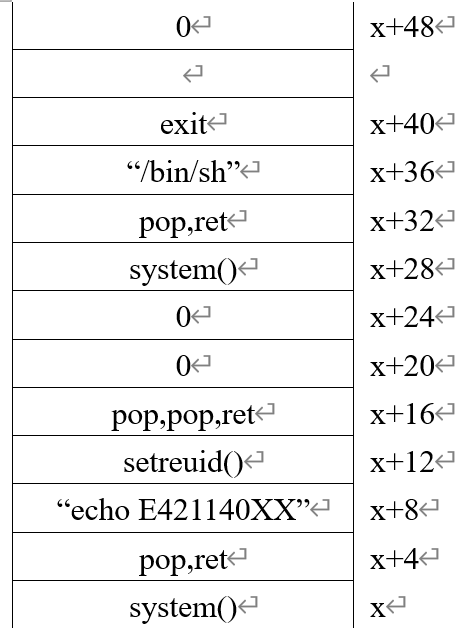 0 x+48
exit x+40
“/bin/sh” x+36
pop,ret x+32
system() x+28
0 x+24
0 x+20
pop,pop,ret x+16
setreuid() x+12
“echo E421140XX” x+8
pop,ret x+4
system() x